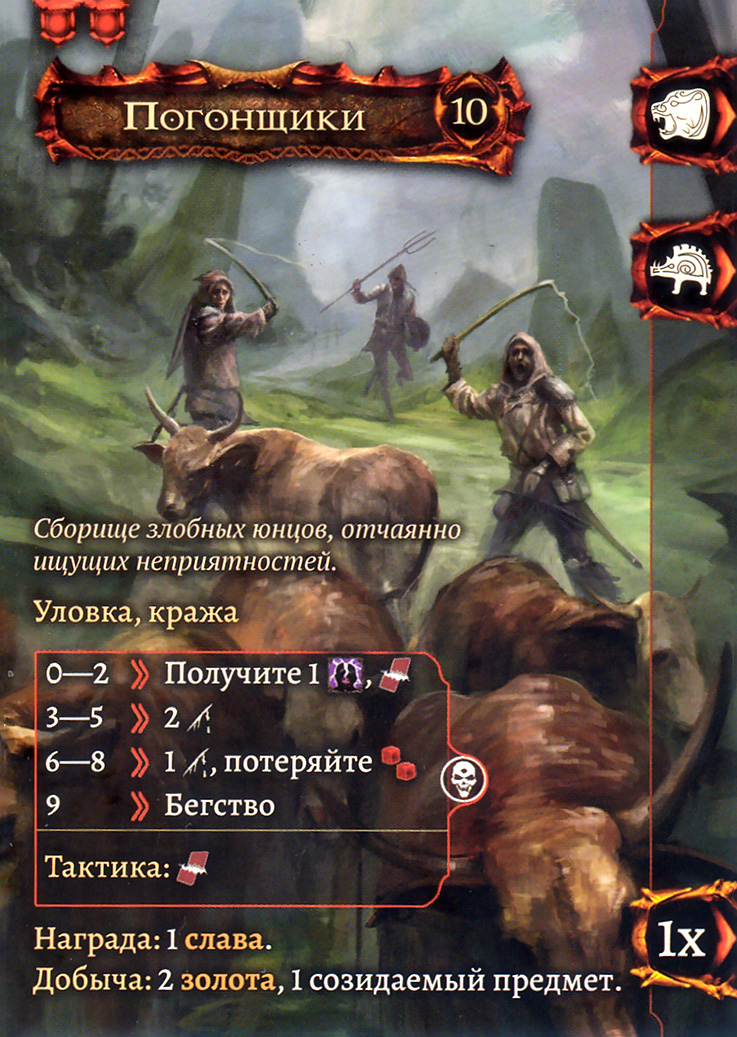 Погонщики 10
Сборище злобных юнцов, отчаянно
ищущих неприятностей.
Уловка, кража
0—2 Получите 1 ,
3—5 2
6—8 1 , потеряйте
9 Бегство
Тактика:
Награда: 1 слава.
Добыча: 2 золота, 1 созидаемый предмет.
1x